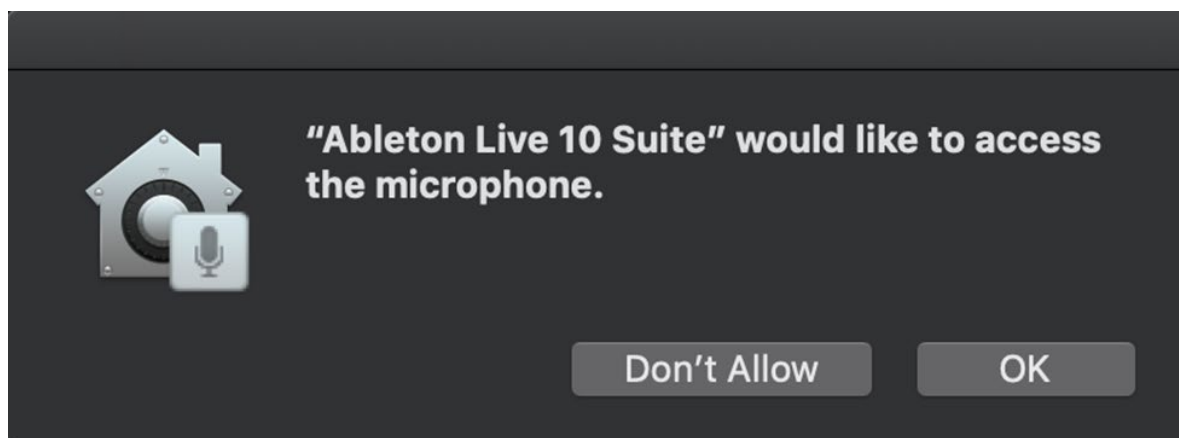 “Ableton Live 10 Suite” would like to access
the microphone.
Don’t Allow
OK